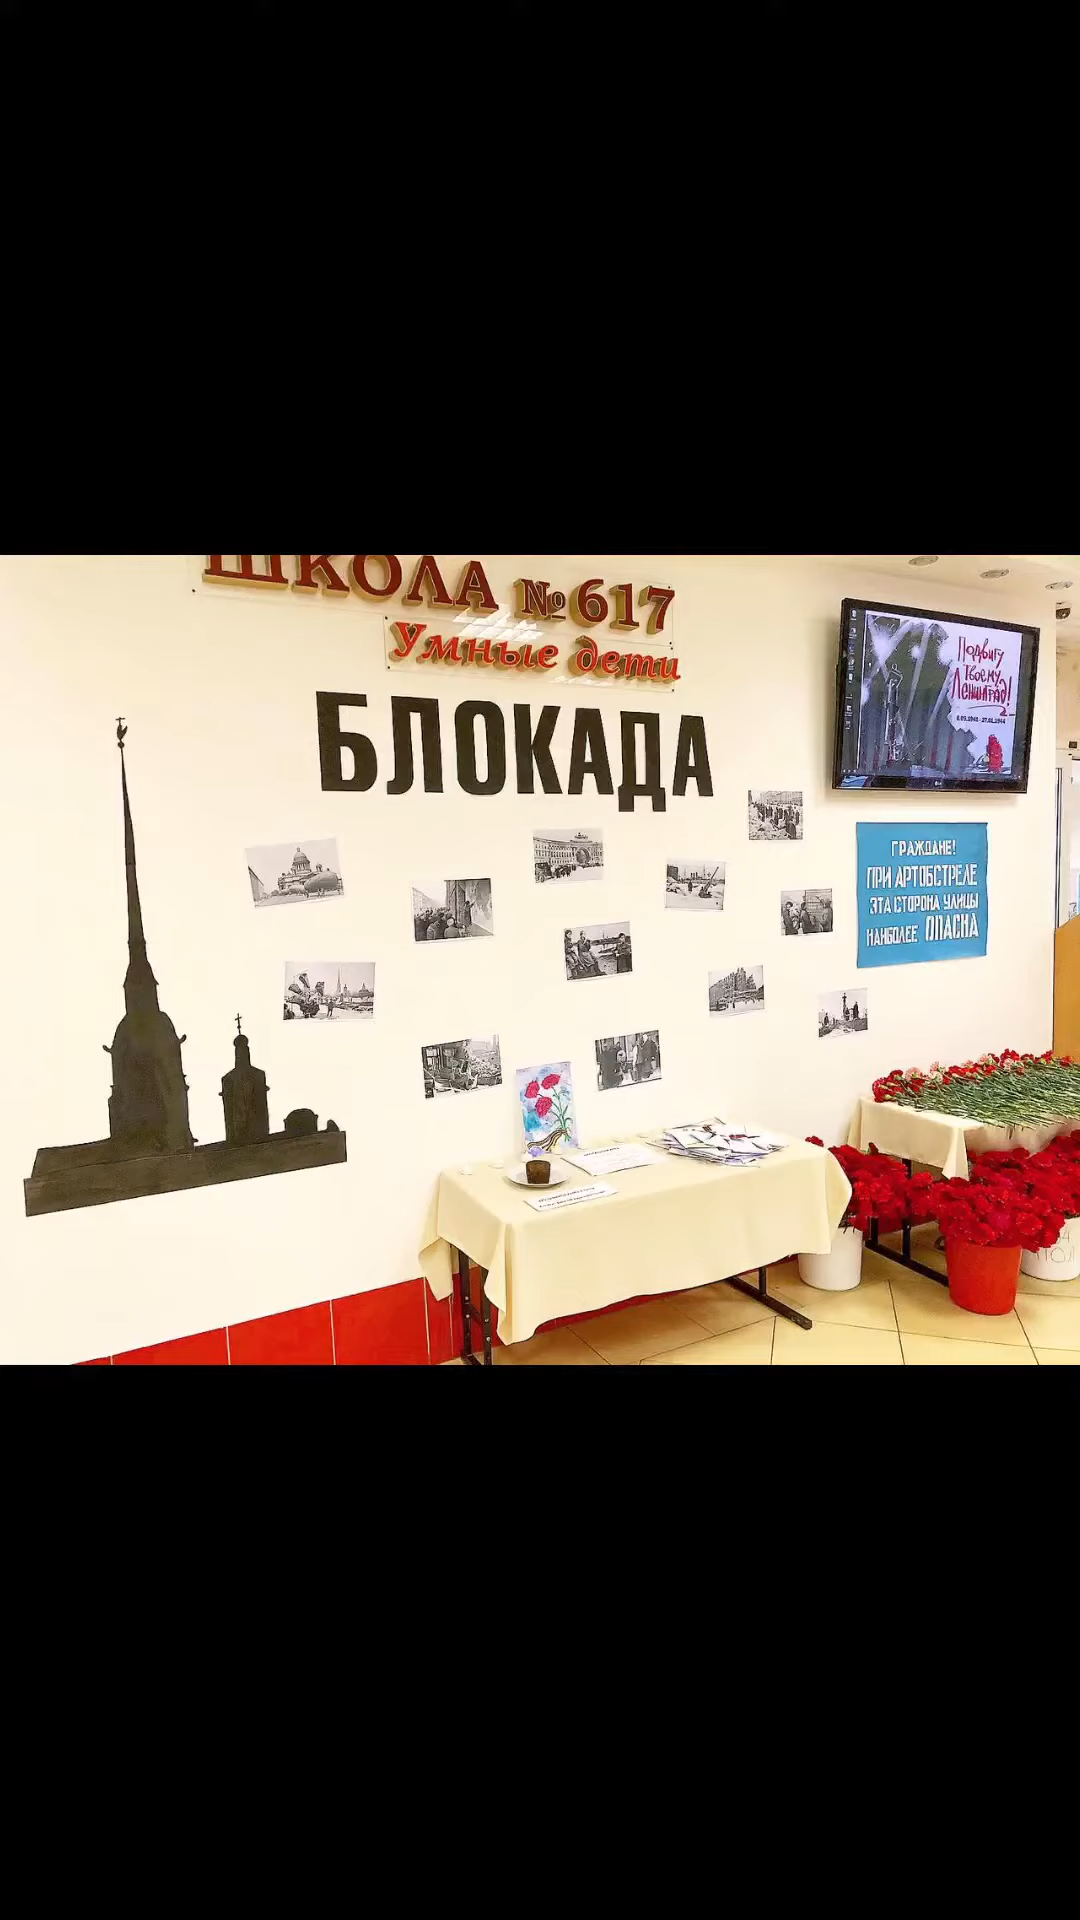 ШКОЛА №617
Умные дети
БЛОКАДА
Подвигу
Твоему,
Ленинград!
ГРАЖДАНЕ!
ПРИ АРТОБСТРЕЛЕ
ЭТА СТОРОНА УЛИЦЫ
НАИБОЛЕЕ ОПАСНА